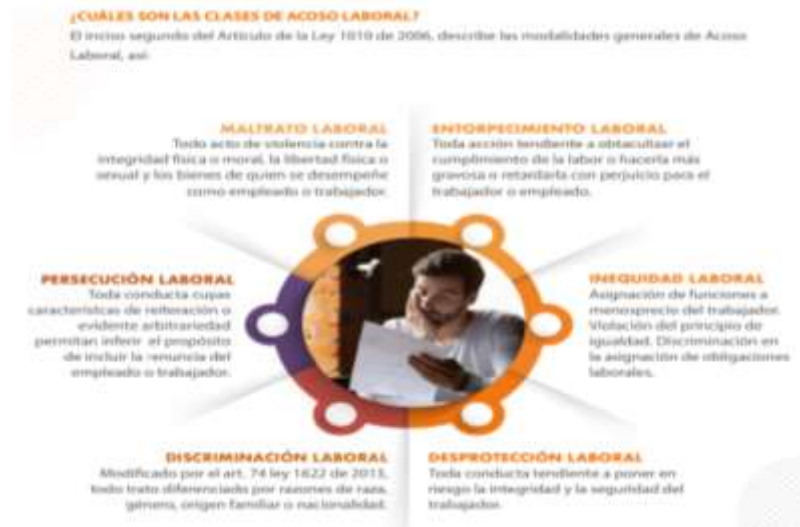 ¿CUÁLES SON LAS CLASES DE ACOSO LABORAL?
El inciso segundo del Artículo de la Ley 1010 de 2006, describe las modalidades generales de Acoso
Laboral, así:
MALTRATO LABORAL
Todo acto de violencia contra la
integridad física o moral, la libertad física o
sexual y los bienes de quien se desempeñe
como empleado o trabajador.
ENTORPECIMIENTO LABORAL
Toda acción tendiente a obstaculizar el
cumplimiento de la labor o hacerla más
gravosa o retardarla con perjuicio para el
trabajador o empleado.
PERSECUCIÓN LABORAL
Toda conducta cuyas
características de reiteración o
evidente arbitrariedad
permitan inferir el propósito
de incluir la renuncia del
empleado o trabajador.
INEQUIDAD LABORAL
Asignación de funciones a
menosprecio del trabajador.
Violación del principio de
igualdad. Discriminación en
la asignación de obligaciones
laborales.
DISCRIMINACIÓN LABORAL
Modificado por el art. 74 ley 1622 de 2013,
todo trato diferenciado por razones de raza,
género, origen familiar o nacionalidad.
DESPROTECCIÓN LABORAL
Toda conducta tendiente a poner en
riesgo la integridad y la seguridad del
trabajador.